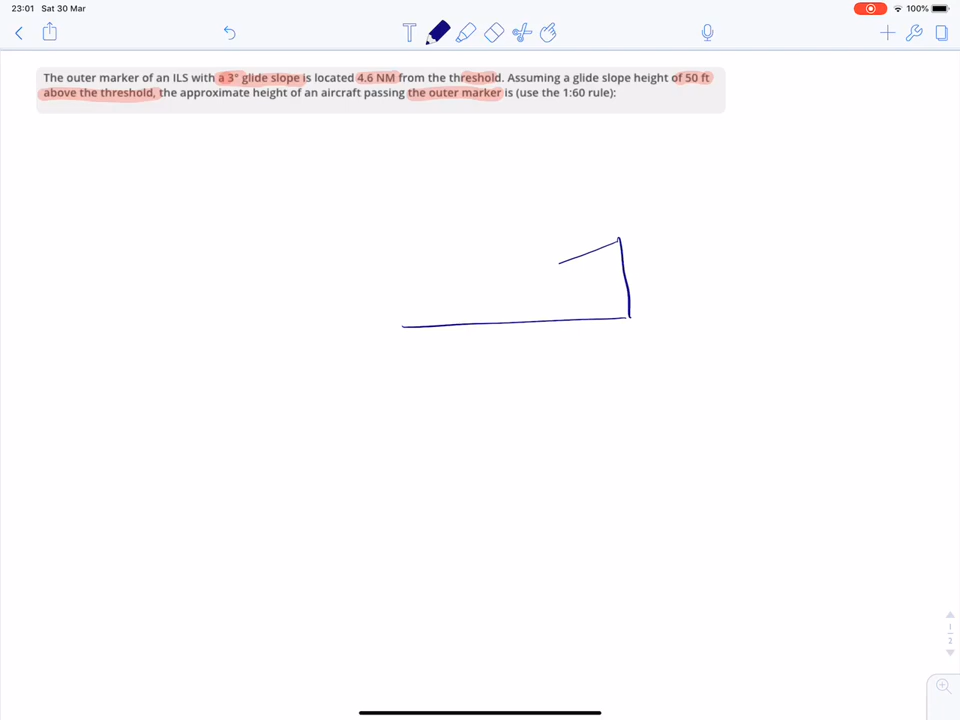 23:01 Sat 30 Mar
100%
T
The outer marker of an ILS with a 3° glide slope is located 4.6 NM from the threshold. Assuming a glide slope height of 50 ft
above the threshold, the approximate height of an aircraft passing the outer marker is (use the 1:60 rule):
1
2